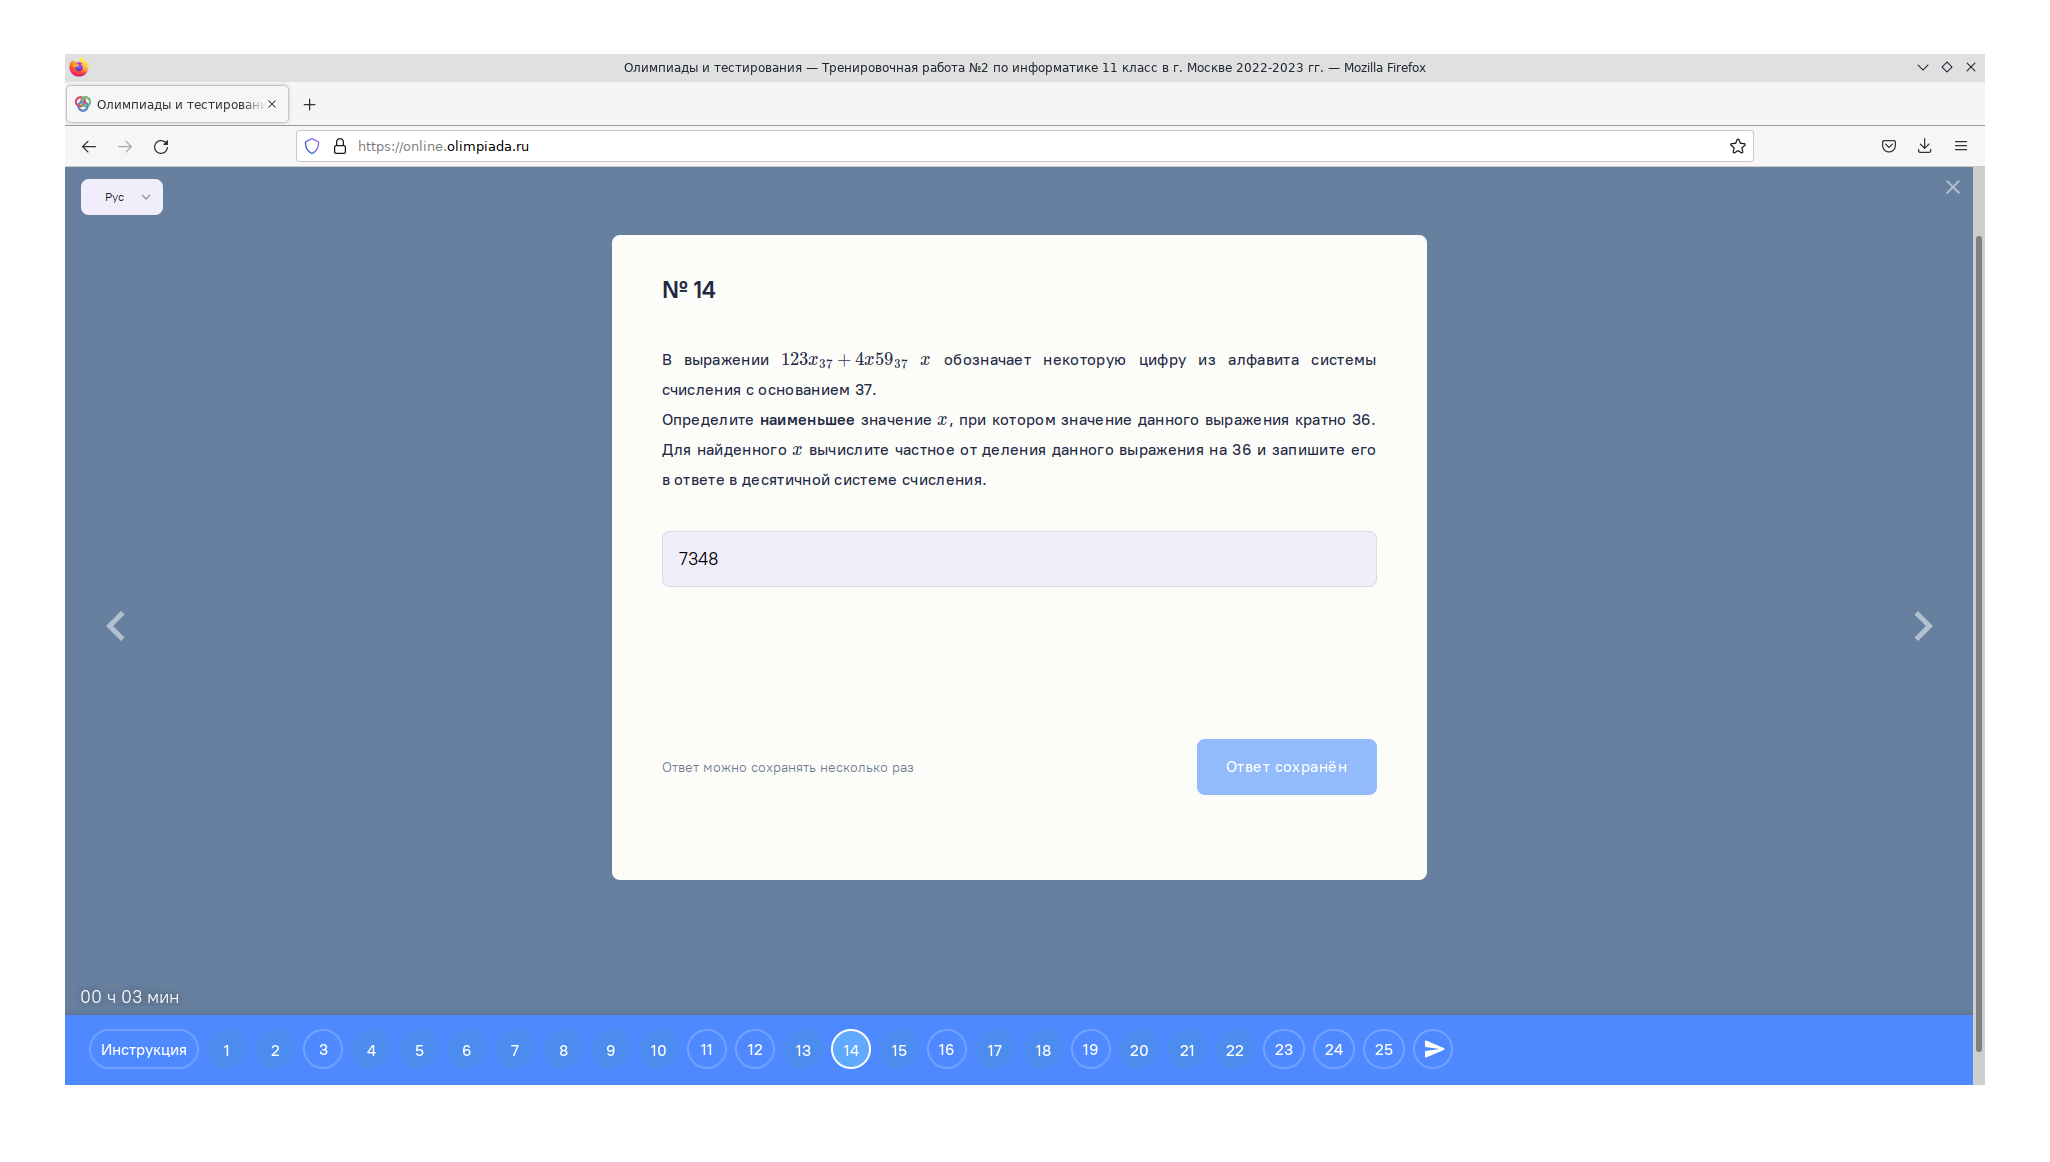 Олимпиады и тестирования — Тренировочная работа №2 по информатике 11 класс в г. Москве 2022-2023 гг. — Mozilla Firefox
Олимпиады и тестирован
https://online.olimpiada.ru
Рус
№ 14
В выражении 123x₃₇ + 4x59₃₇ x обозначает некоторую цифру из алфавита системы
счисления с основанием 37.
Определите наименьшее значение x, при котором значение данного выражения кратно 36.
Для найденного x вычислите частное от деления данного выражения на 36 и запишите его
в ответе в десятичной системе счисления.
7348
Ответ можно сохранять несколько раз
Ответ сохранён
00 ч 03 мин
Инструкция 1 2 3 4 5 6 7 8 9 10 11 12 13 14 15 16 17 18 19 20 21 22 23 24 25